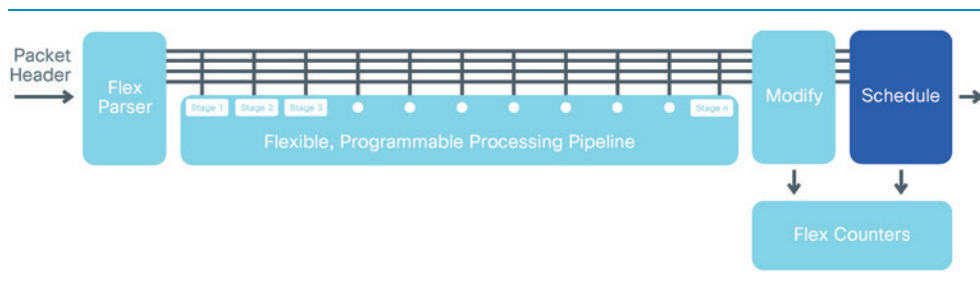 Packet
Header
Flex
Parser
Stage 1
Stage 2
Stage 3
Stage n
Flexible, Programmable Processing Pipeline
Modify
Schedule
Flex Counters